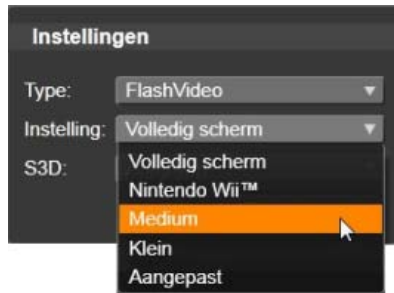 Instellingen
Type: FlashVideo
Instelling: Volledig scherm
S3D: Volledig scherm
Nintendo Wii™
Medium
Klein
Aangepast